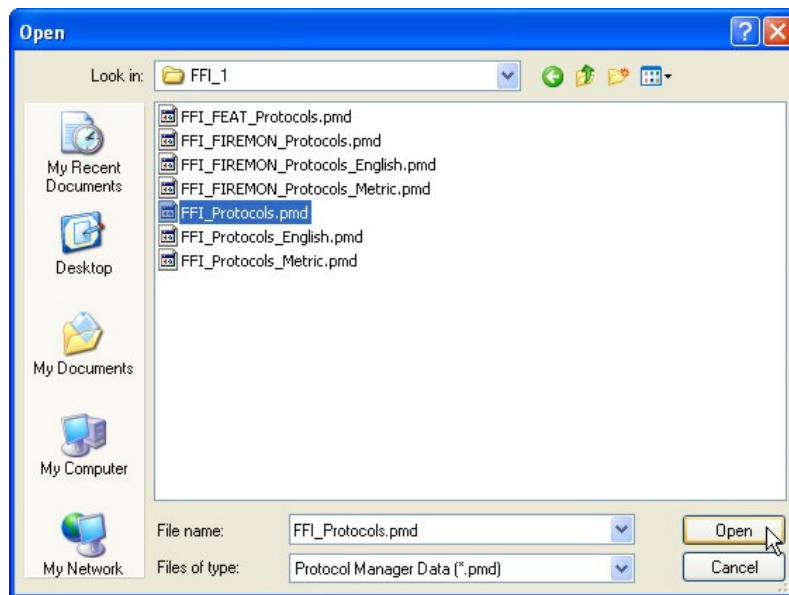 Open
Look in: FFI_1
My Recent
Documents
Desktop
My Documents
My Computer
My Network
FFI_FEAT_Protocols.pmd
FFI_FIREMON_Protocols.pmd
FFI_FIREMON_Protocols_English.pmd
FFI_FIREMON_Protocols_Metric.pmd
FFI_Protocols.pmd
FFI_Protocols_English.pmd
FFI_Protocols_Metric.pmd
File name: FFI_Protocols.pmd Open
Files of type: Protocol Manager Data (*.pmd) Cancel